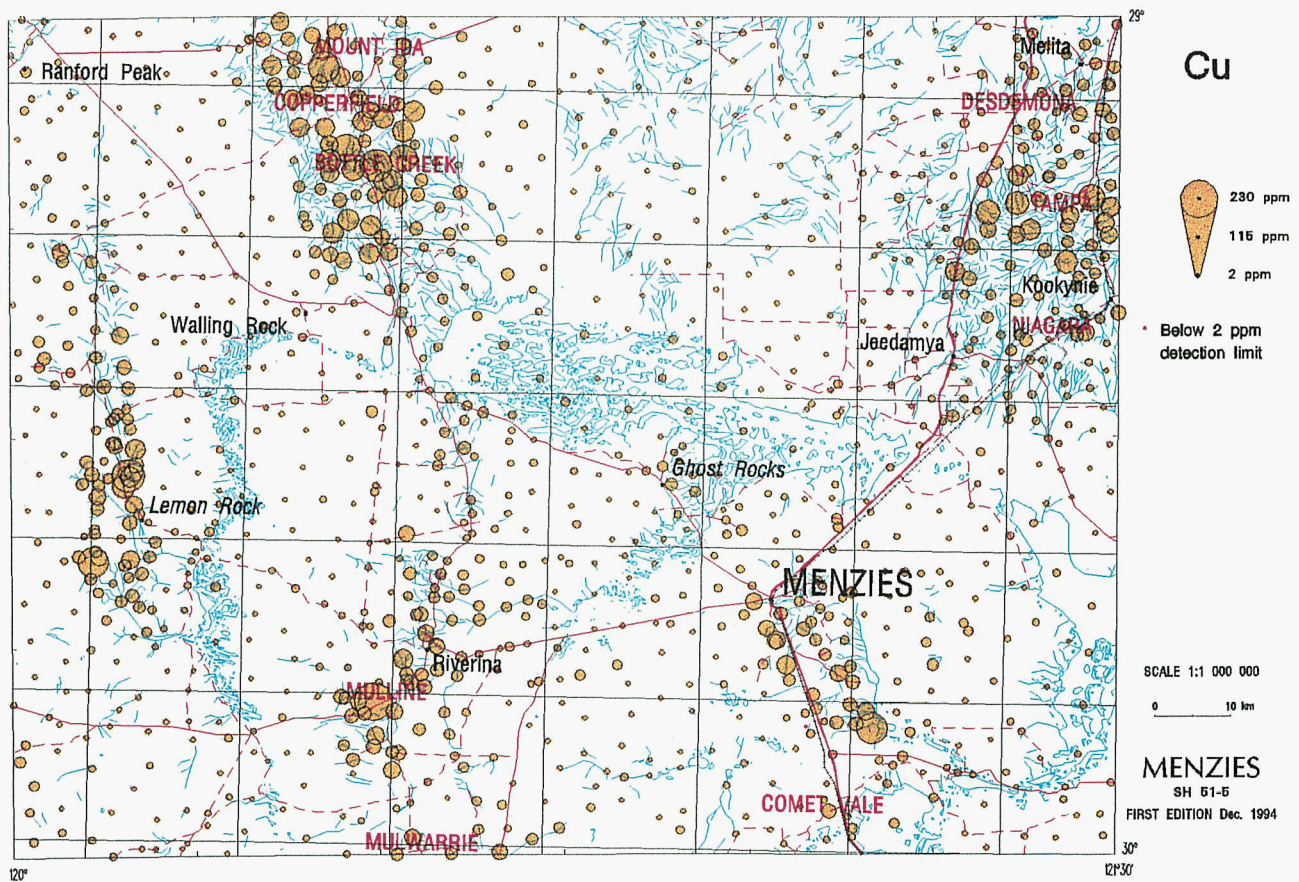 29°
MOUNT IDA
Melita
Ranford Peak
Cu
COPPERFIELD
DESDEMONA
BOTTLE CREEK
TAMPA
230 ppm
115 ppm
2 ppm
Kookynie
Walling Rock
NIAGARA
Jeedamya
Below 2 ppm
detection limit
Ghost Rocks
Lemon Rock
MENZIES
Riverina
MULLINE
SCALE 1:1 000 000
0 10 km
MENZIES
SH 51-5
FIRST EDITION Dec. 1994
COMET VALE
MULWARRIE
30°
120°
121°30'